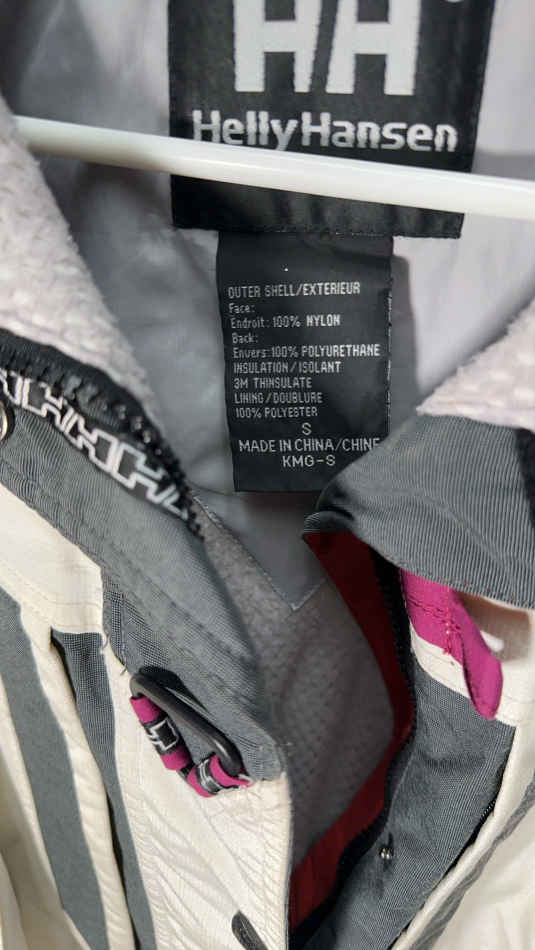 HH
HellyHansen
OUTER SHELL/EXTERIEUR
Face:
Endroit: 100% NYLON
Back:
Envers: 100% POLYURETHANE
INSULATION/ISOLANT
3M THINSULATE
LINING/DOUBLURE
100% POLYESTER
S
MADE IN CHINA/CHINE
KMG-S
HHHHH